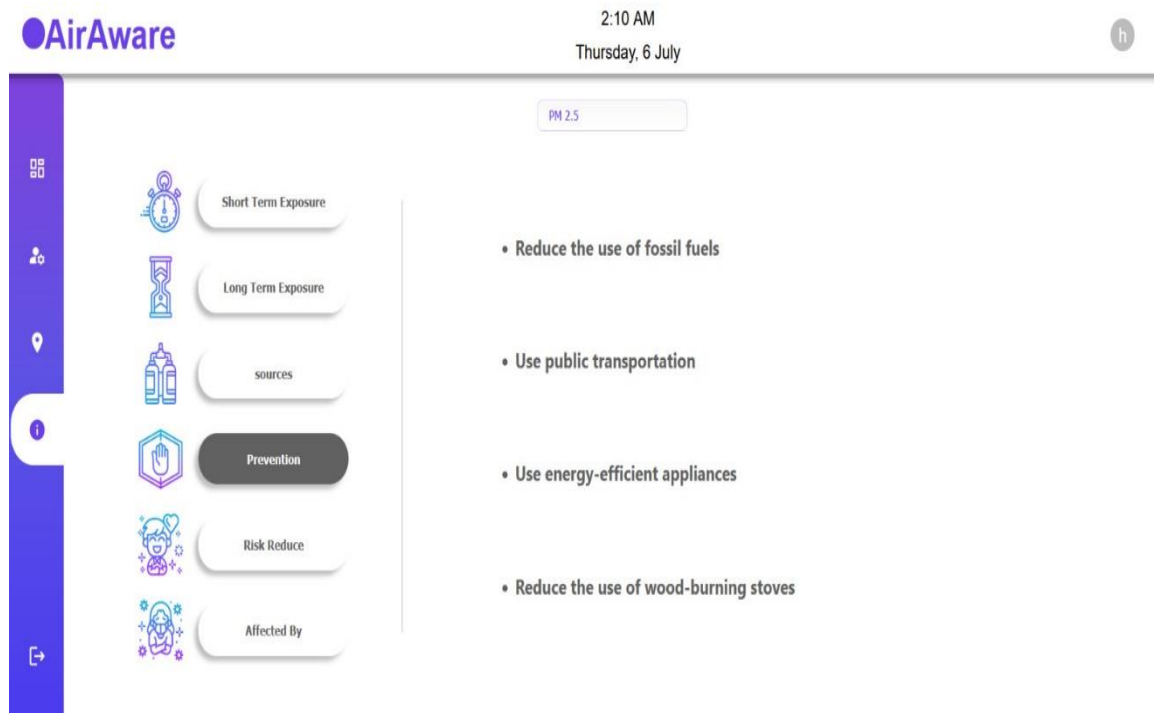 AirAware
2:10 AM
Thursday, 6 July
h
PM 2.5
Short Term Exposure
Long Term Exposure
sources
Prevention
Risk Reduce
Affected By
• Reduce the use of fossil fuels
• Use public transportation
• Use energy-efficient appliances
• Reduce the use of wood-burning stoves